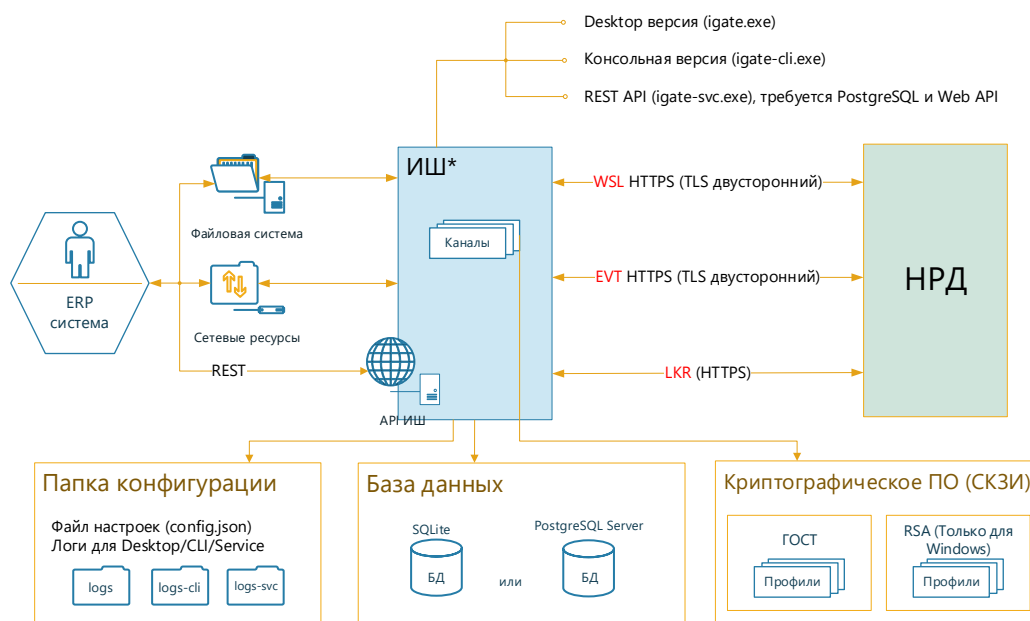 Desktop версия (igate.exe)
Консольная версия (igate-cli.exe)
REST API (igate-svc.exe), требуется PostgreSQL и Web API
ИШ*
Каналы
WSL HTTPS (TLS двусторонний)
EVT HTTPS (TLS двусторонний)
LKR (HTTPS)
НРД
Файловая система
ERP
система
Сетевые ресурсы
REST
API ИШ
Папка конфигурации
Файл настроек (config.json)
Логи для Desktop/CLI/Service
logs
logs-cli
logs-svc
База данных
SQLite
БД
или
PostgreSQL Server
БД
Криптографическое ПО (СКЗИ)
ГОСТ
Профили
RSA (Только для
Windows)
Профили